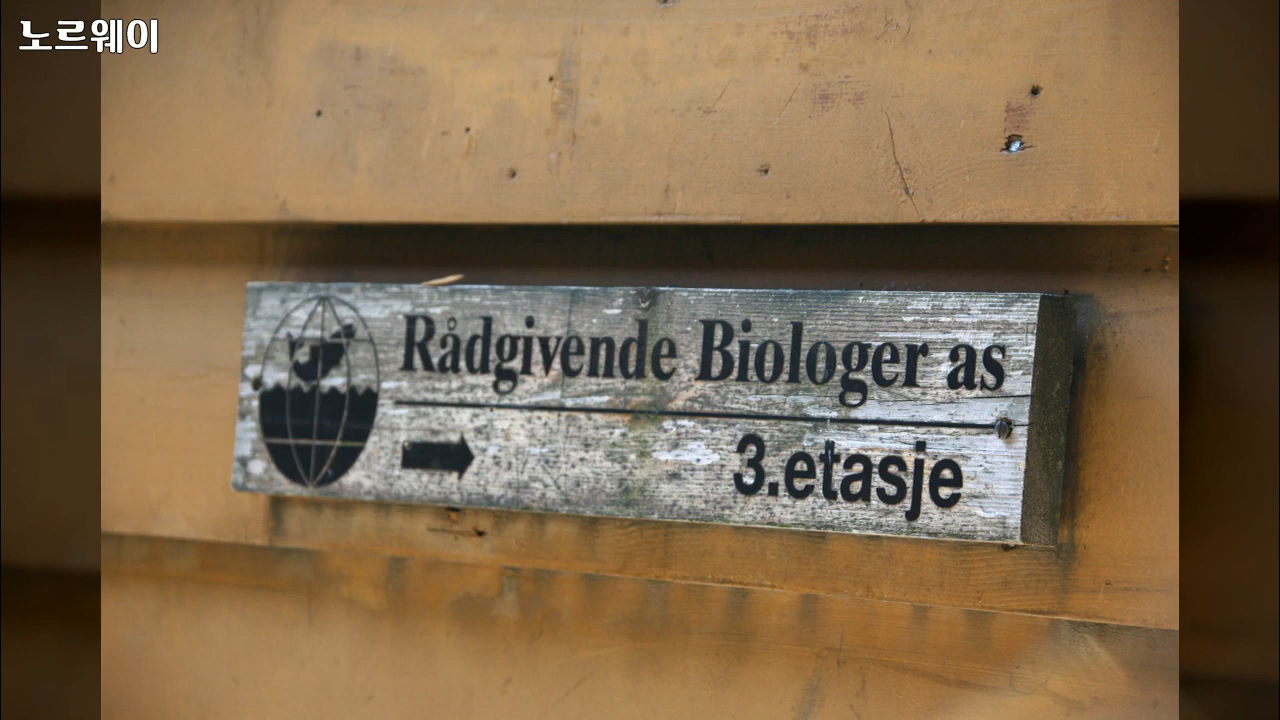 노르웨이
Rådgivende Biologer as
3.etasje